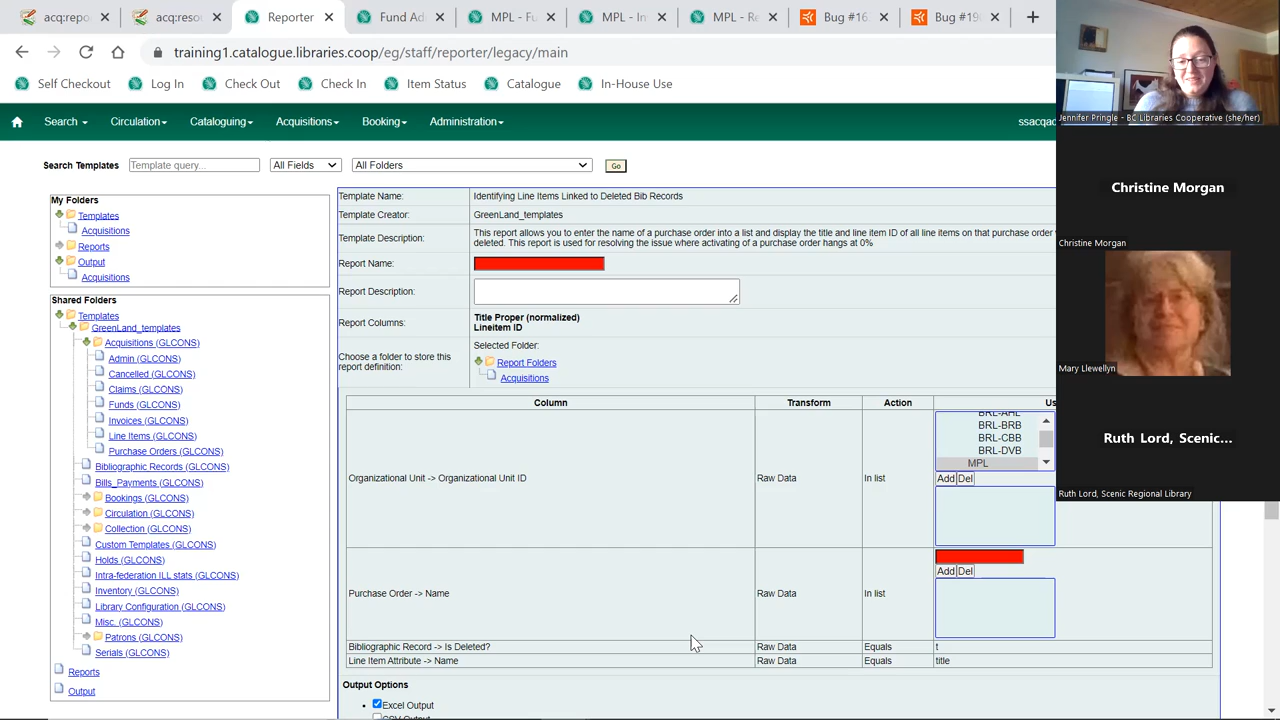 acq:repo
acq:reso
Reporter
Fund Ad
MPL - Fu
MPL - In
MPL - Re
Bug #16
Bug #19
training1.catalogue.libraries.coop/eg/staff/reporter/legacy/main
Self Checkout
Log In
Check Out
Check In
Item Status
Catalogue
In-House Use
Search
Circulation
Cataloguing
Acquisitions
Booking
Administration
ssacqac
Search Templates
Template query...
All Fields
All Folders
Go
My Folders
Templates
Acquisitions
Reports
Output
Acquisitions
Shared Folders
Templates
GreenLand_templates
Acquisitions (GLCONS)
Admin (GLCONS)
Cancelled (GLCONS)
Claims (GLCONS)
Funds (GLCONS)
Invoices (GLCONS)
Line Items (GLCONS)
Purchase Orders (GLCONS)
Bibliographic Records (GLCONS)
Bills_Payments (GLCONS)
Bookings (GLCONS)
Circulation (GLCONS)
Collection (GLCONS)
Custom Templates (GLCONS)
Holds (GLCONS)
Intra-federation ILL stats (GLCONS)
Inventory (GLCONS)
Library Configuration (GLCONS)
Misc. (GLCONS)
Patrons (GLCONS)
Serials (GLCONS)
Reports
Output
Template Name: Identifying Line Items Linked to Deleted Bib Records
Template Creator: GreenLand_templates
Template Description: This report allows you to enter the name of a purchase order into a list and display the title and line item ID of all line items on that purchase order
deleted. This report is used for resolving the issue where activating of a purchase order hangs at 0%
Report Name:
Report Description:
Report Columns: Title Proper (normalized)
Lineitem ID
Choose a folder to store this
report definition:
Selected Folder:
Report Folders
Acquisitions
Column Transform Action Us
Organizational Unit -> Organizational Unit ID Raw Data In list
BRL-AHL
BRL-BRB
BRL-CBB
BRL-DVB
MPL
Add Del
Purchase Order -> Name Raw Data In list
Add Del
Bibliographic Record -> Is Deleted? Raw Data Equals t
Line Item Attribute -> Name Raw Data Equals title
Output Options
Excel Output
CSV Output
Jennifer Pringle - BC Libraries Cooperative (she/her)
Christine Morgan
Christine Morgan
Mary Llewellyn
Ruth Lord, Scenic...
Ruth Lord, Scenic Regional Library